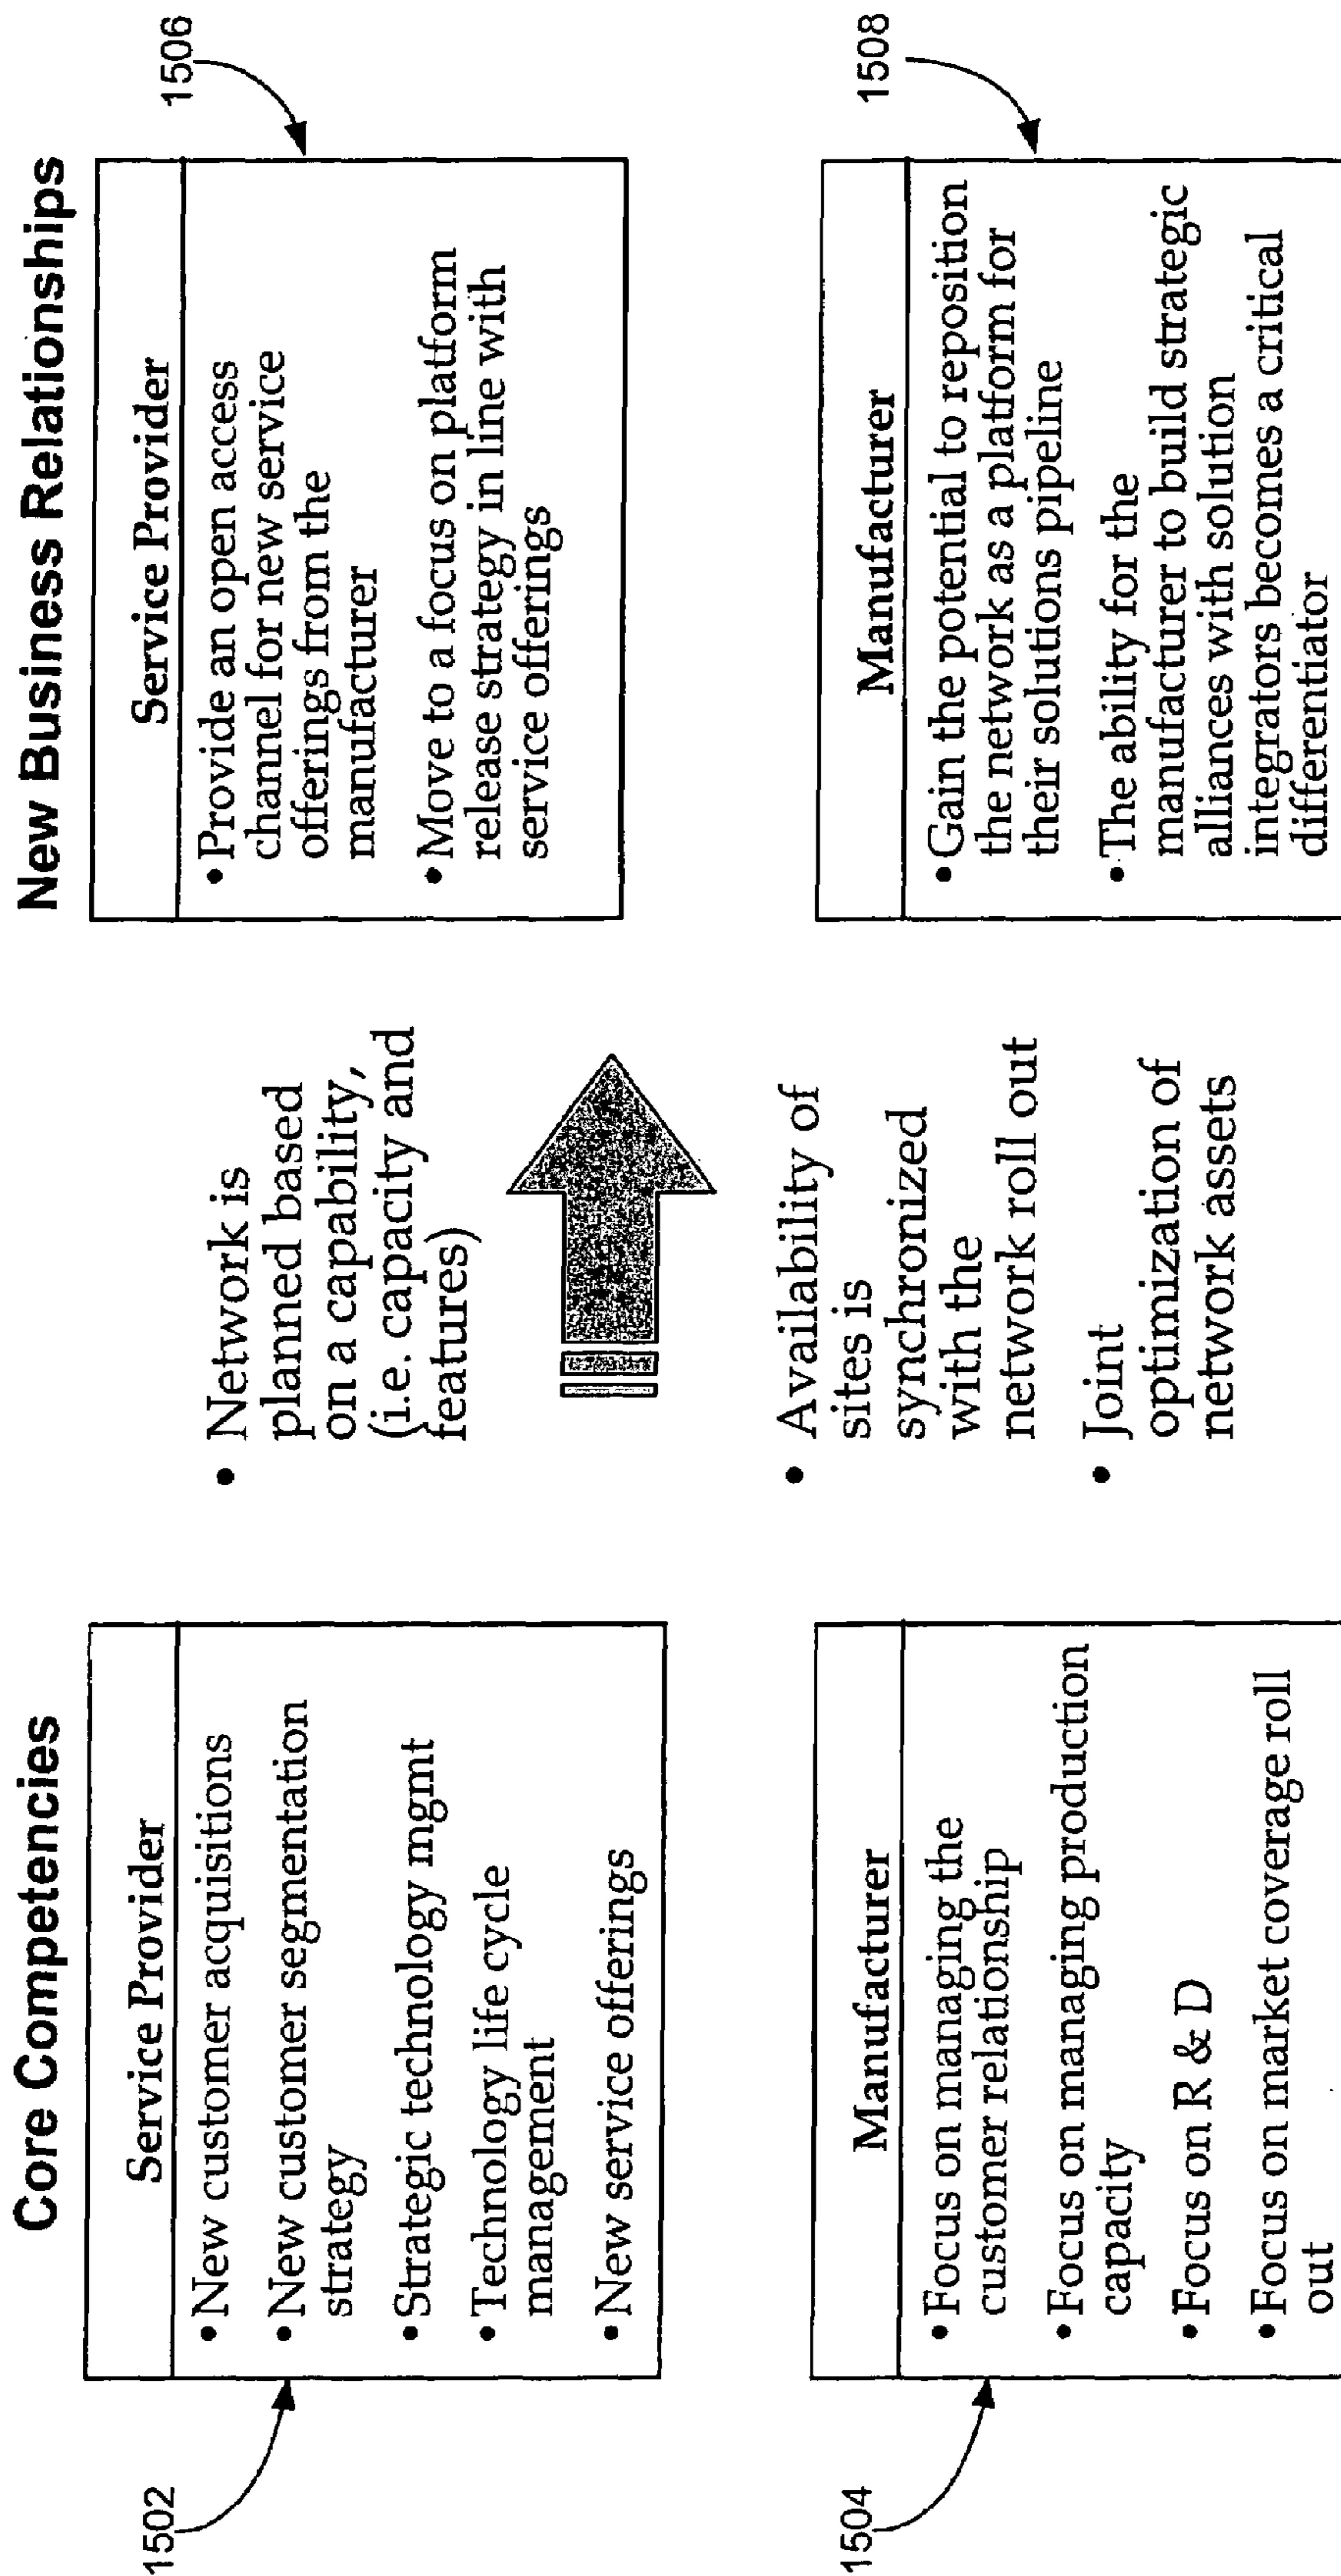 Core Competencies
1502
Service Provider
• New customer acquisitions
• New customer segmentation
strategy
• Strategic technology mgmt
• Technology life cycle
management
• New service offerings
1504
Manufacturer
• Focus on managing the
customer relationship
• Focus on managing production
capacity
• Focus on R & D
• Focus on market coverage roll
out
• Network is
planned based
on a capability,
(i.e. capacity and
features)
• Availability of
sites is
synchronized
with the
network roll out
• Joint
optimization of
network assets
New Business Relationships
1506
Service Provider
• Provide an open access
channel for new service
offerings from the
manufacturer
• Move to a focus on platform
release strategy in line with
service offerings
1508
Manufacturer
• Gain the potential to reposition
the network as a platform for
their solutions pipeline
• The ability for the
manufacturer to build strategic
alliances with solution
integrators becomes a critical
differentiator